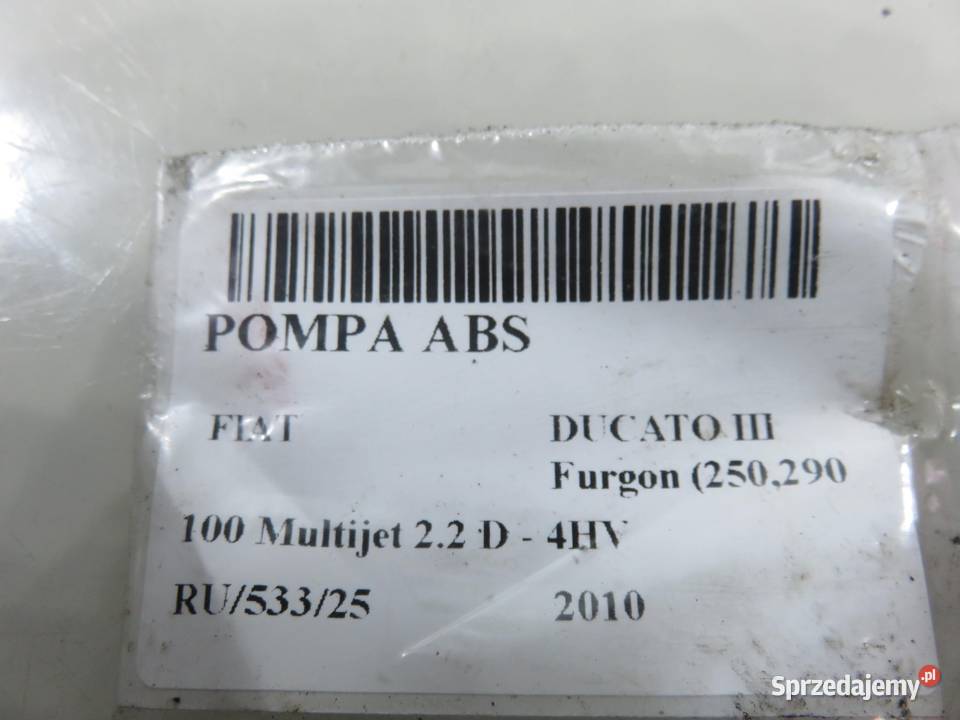 POMPA ABS
FIAT DUCATO III
Furgon (250,290
100 Multijet 2.2 D - 4HV
RU/533/25 2010
Sprzedajemy.pl